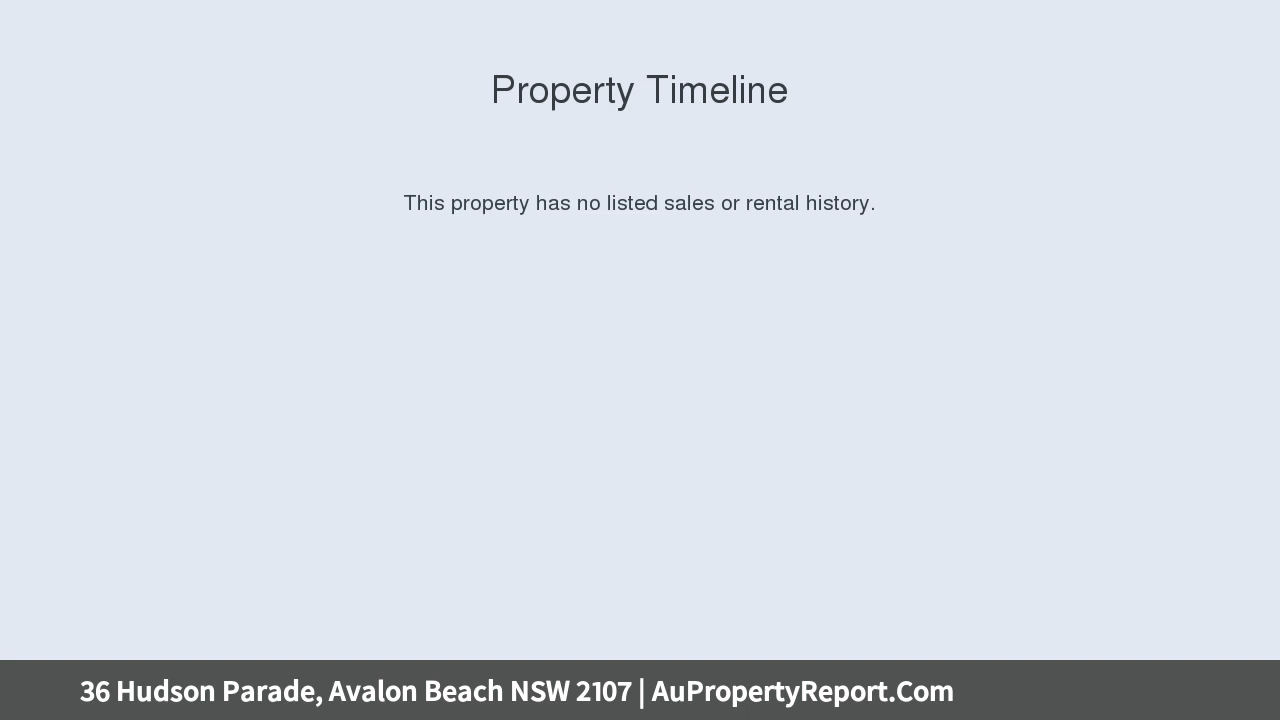 Property Timeline
This property has no listed sales or rental history.
36 Hudson Parade, Avalon Beach NSW 2107 | AuPropertyReport.Com